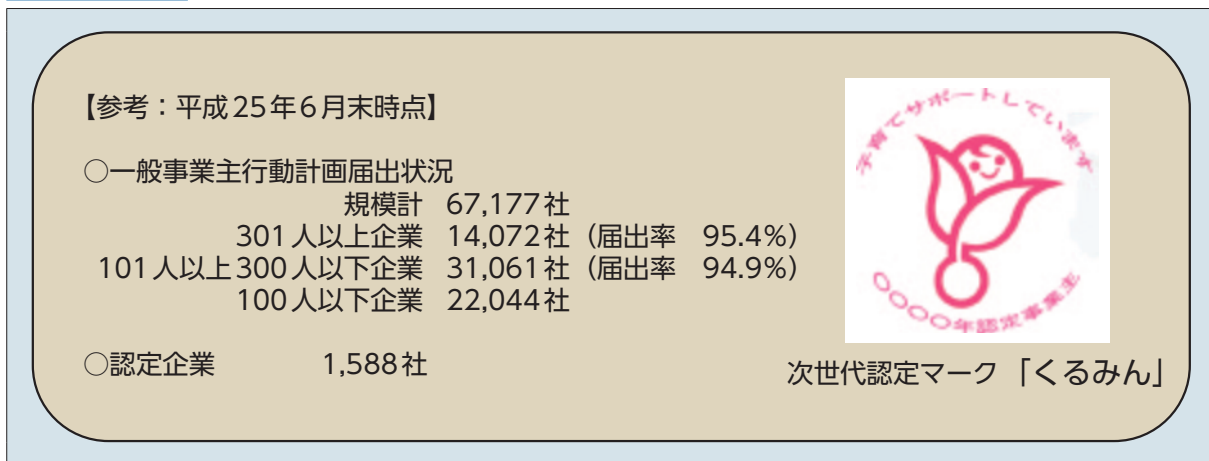 【参考：平成25年6月末時点】
○一般事業主行動計画届出状況
規模計 67,177社
301人以上企業 14,072社（届出率 95.4%）
101人以上300人以下企業 31,061社（届出率 94.9%）
100人以下企業 22,044社
○認定企業 1,588社
子育てサポートしています
○○○○年認定事業主
次世代認定マーク「くるみん」